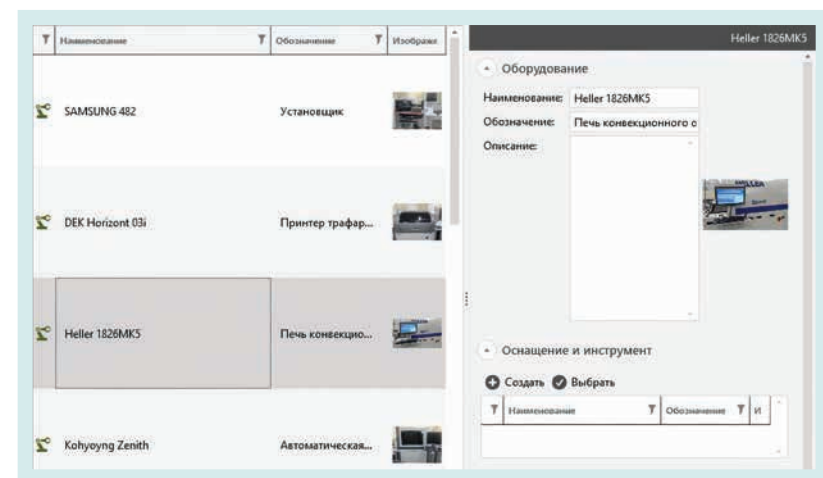 Наименование Обозначение Изображе
SAMSUNG 482 Установщик
DEK Horizont 03i Принтер трафар...
Heller 1826MK5 Печь конвекцио...
Kohyoyng Zenith Автоматическая...
Heller 1826MK5
Оборудование
Наименование: Heller 1826MK5
Обозначение: Печь конвекционного о
Описание:
Оснащение и инструмент
Создать Выбрать
Наименование Обозначение И